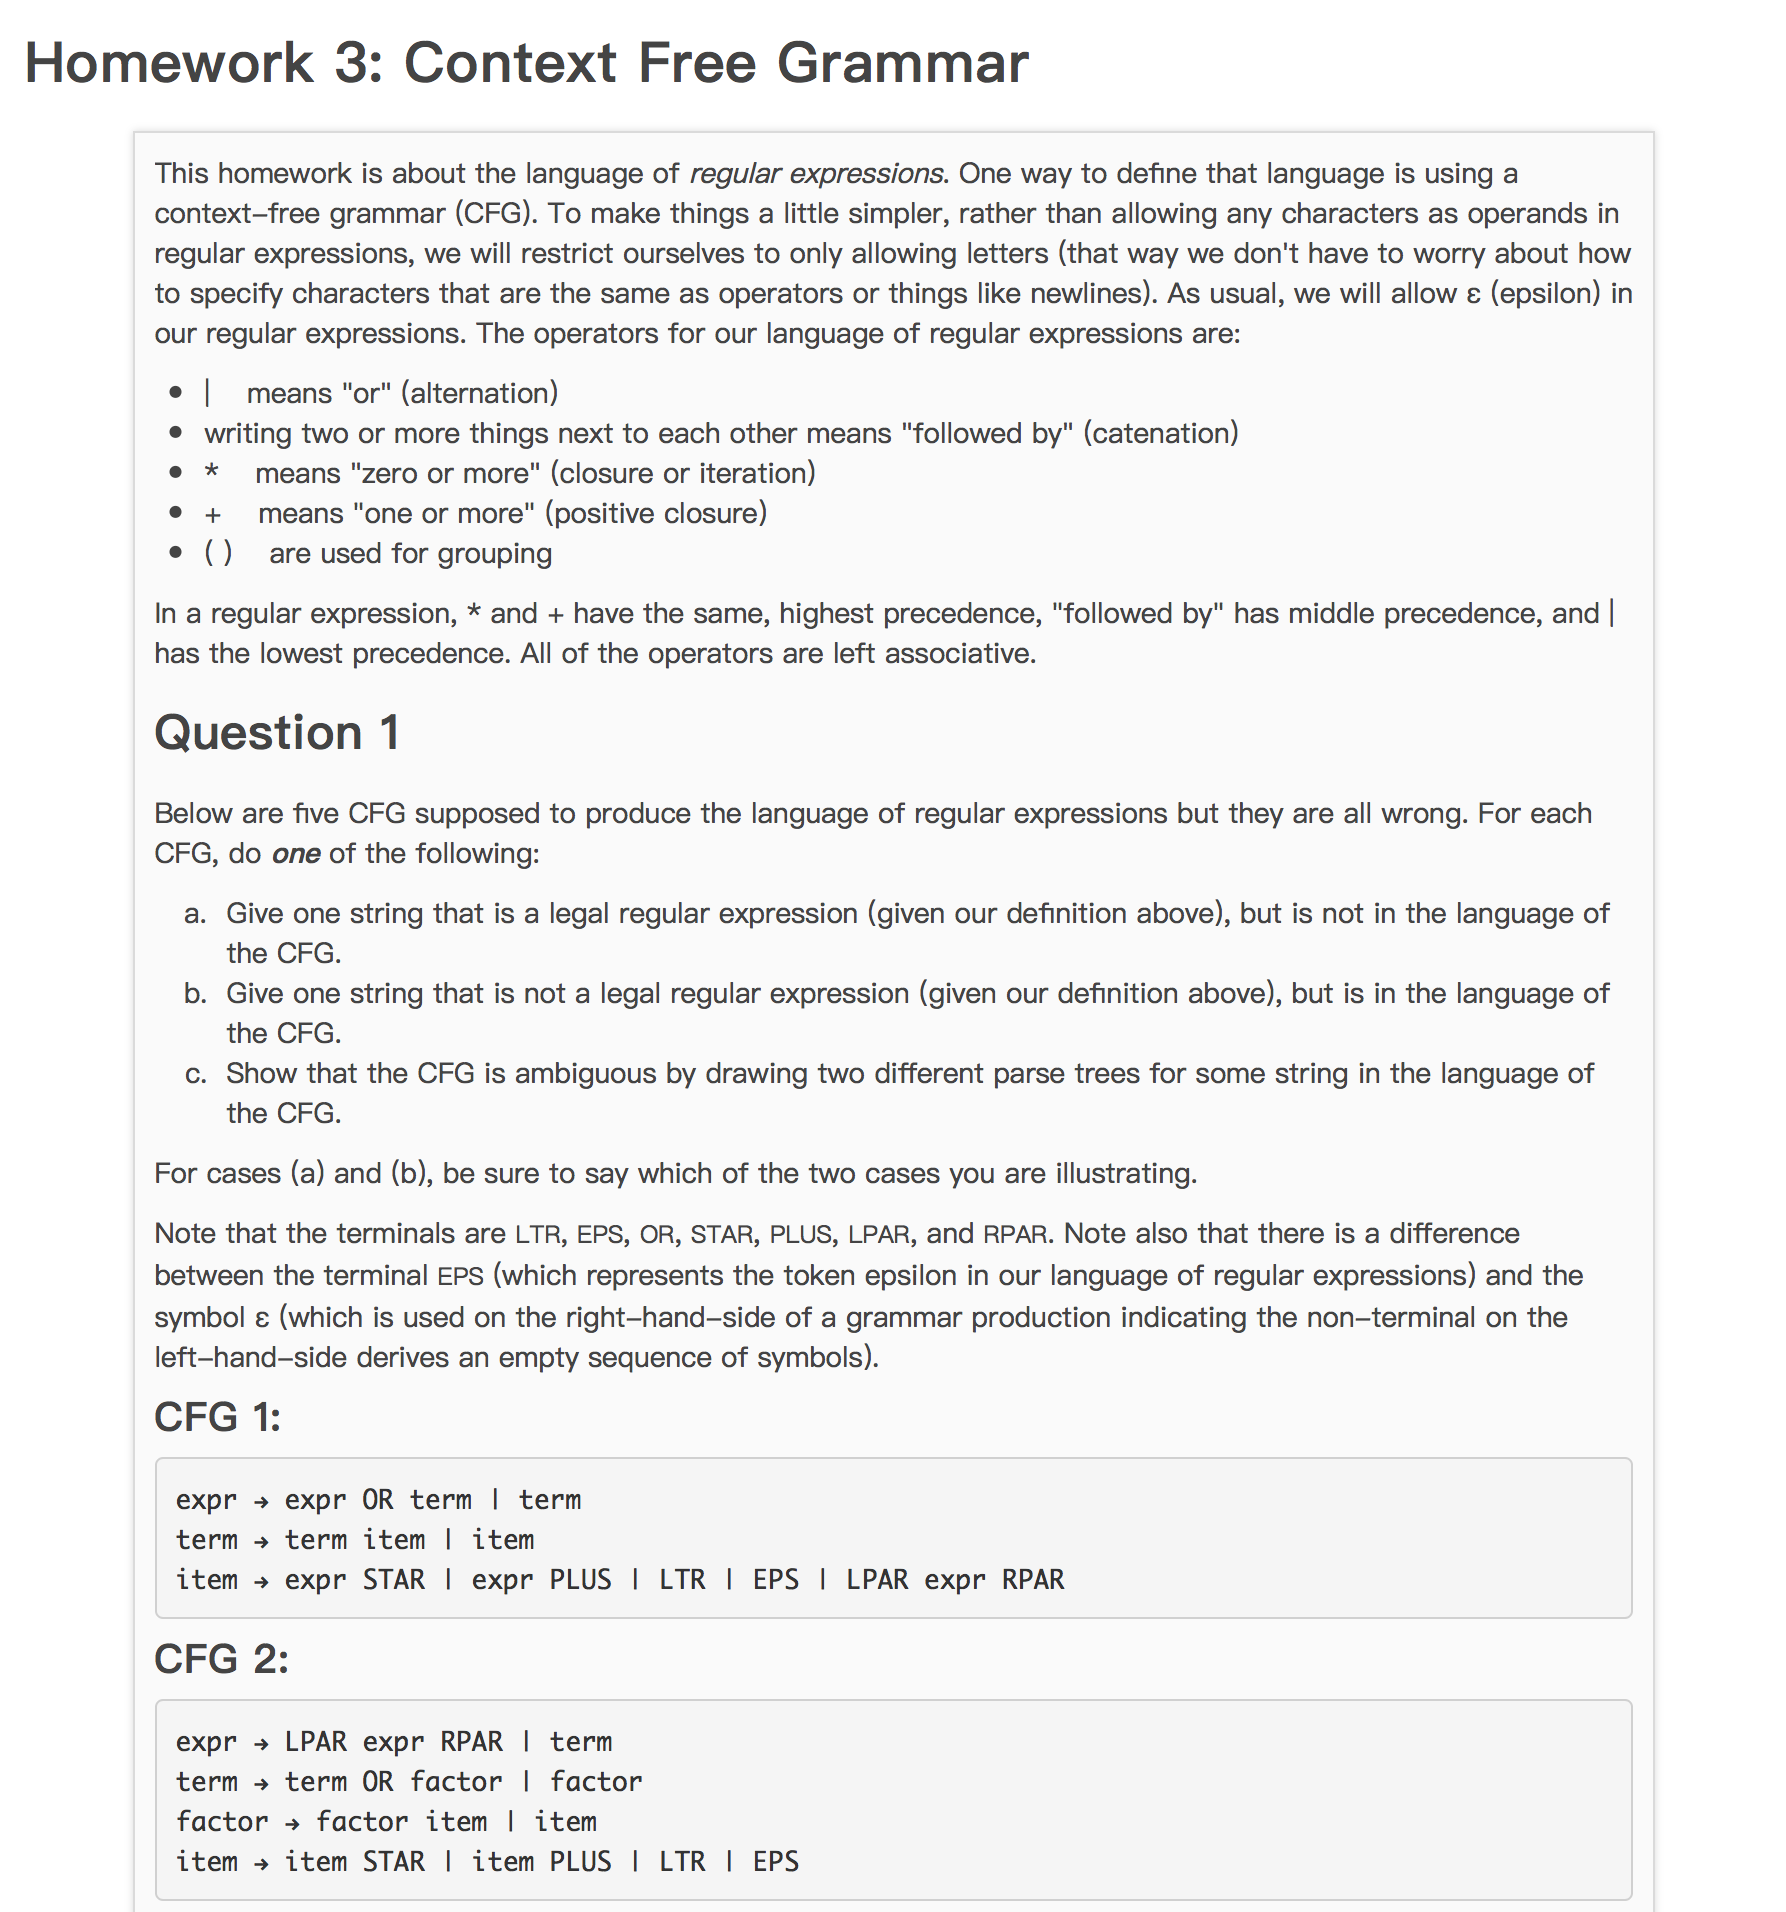 Homework 3: Context Free Grammar
This homework is about the language of regular expressions. One way to define that language is using a
context-free grammar (CFG). To make things a little simpler, rather than allowing any characters as operands in
regular expressions, we will restrict ourselves to only allowing letters (that way we don't have to worry about how
to specify characters that are the same as operators or things like newlines). As usual, we will allow ε (epsilon) in
our regular expressions. The operators for our language of regular expressions are:
• | means "or" (alternation)
• writing two or more things next to each other means "followed by" (catenation)
• * means "zero or more" (closure or iteration)
• + means "one or more" (positive closure)
• ( ) are used for grouping
In a regular expression, * and + have the same, highest precedence, "followed by" has middle precedence, and |
has the lowest precedence. All of the operators are left associative.
Question 1
Below are five CFG supposed to produce the language of regular expressions but they are all wrong. For each
CFG, do one of the following:
a. Give one string that is a legal regular expression (given our definition above), but is not in the language of
the CFG.
b. Give one string that is not a legal regular expression (given our definition above), but is in the language of
the CFG.
c. Show that the CFG is ambiguous by drawing two different parse trees for some string in the language of
the CFG.
For cases (a) and (b), be sure to say which of the two cases you are illustrating.
Note that the terminals are LTR, EPS, OR, STAR, PLUS, LPAR, and RPAR. Note also that there is a difference
between the terminal EPS (which represents the token epsilon in our language of regular expressions) and the
symbol ε (which is used on the right-hand-side of a grammar production indicating the non-terminal on the
left-hand-side derives an empty sequence of symbols).
CFG 1:
expr → expr OR term | term
term → term item | item
item → expr STAR | expr PLUS | LTR | EPS | LPAR expr RPAR
CFG 2:
expr → LPAR expr RPAR | term
term → term OR factor | factor
factor → factor item | item
item → item STAR | item PLUS | LTR | EPS